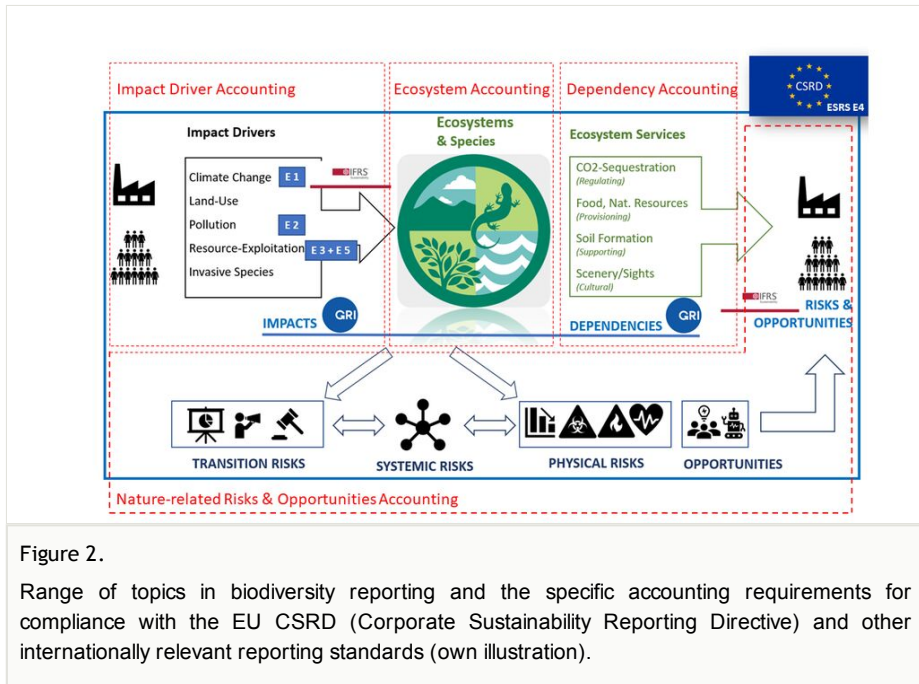 Impact Driver Accounting
Ecosystem Accounting
Dependency Accounting
CSRD
ESRS E4
Impact Drivers
Climate Change
E 1
IFRS
Land-Use
Pollution
E 2
Resource-Exploitation
E3 + E5
Invasive Species
IMPACTS
GRI
Ecosystems
& Species
Ecosystem Services
CO2-Sequestration
(Regulating)
Food, Nat. Resources
(Provisioning)
Soil Formation
(Supporting)
Scenery/Sights
(Cultural)
DEPENDENCIES
GRI
IFRS
RISKS &
OPPORTUNITIES
TRANSITION RISKS
SYSTEMIC RISKS
PHYSICAL RISKS
OPPORTUNITIES
Nature-related Risks & Opportunities Accounting
Figure 2.
Range of topics in biodiversity reporting and the specific accounting requirements for
compliance with the EU CSRD (Corporate Sustainability Reporting Directive) and other
internationally relevant reporting standards (own illustration).